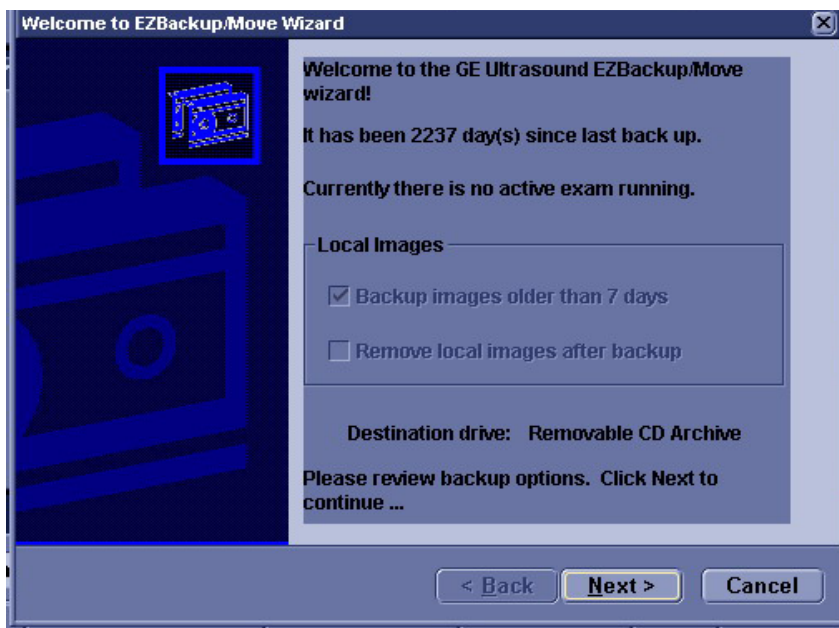 Welcome to EZBackup/Move Wizard
Welcome to the GE Ultrasound EZBackup/Move
wizard!
It has been 2237 day(s) since last back up.
Currently there is no active exam running.
Local Images
Backup images older than 7 days
Remove local images after backup
Destination drive: Removable CD Archive
Please review backup options. Click Next to
continue ...
< Back
Next >
Cancel